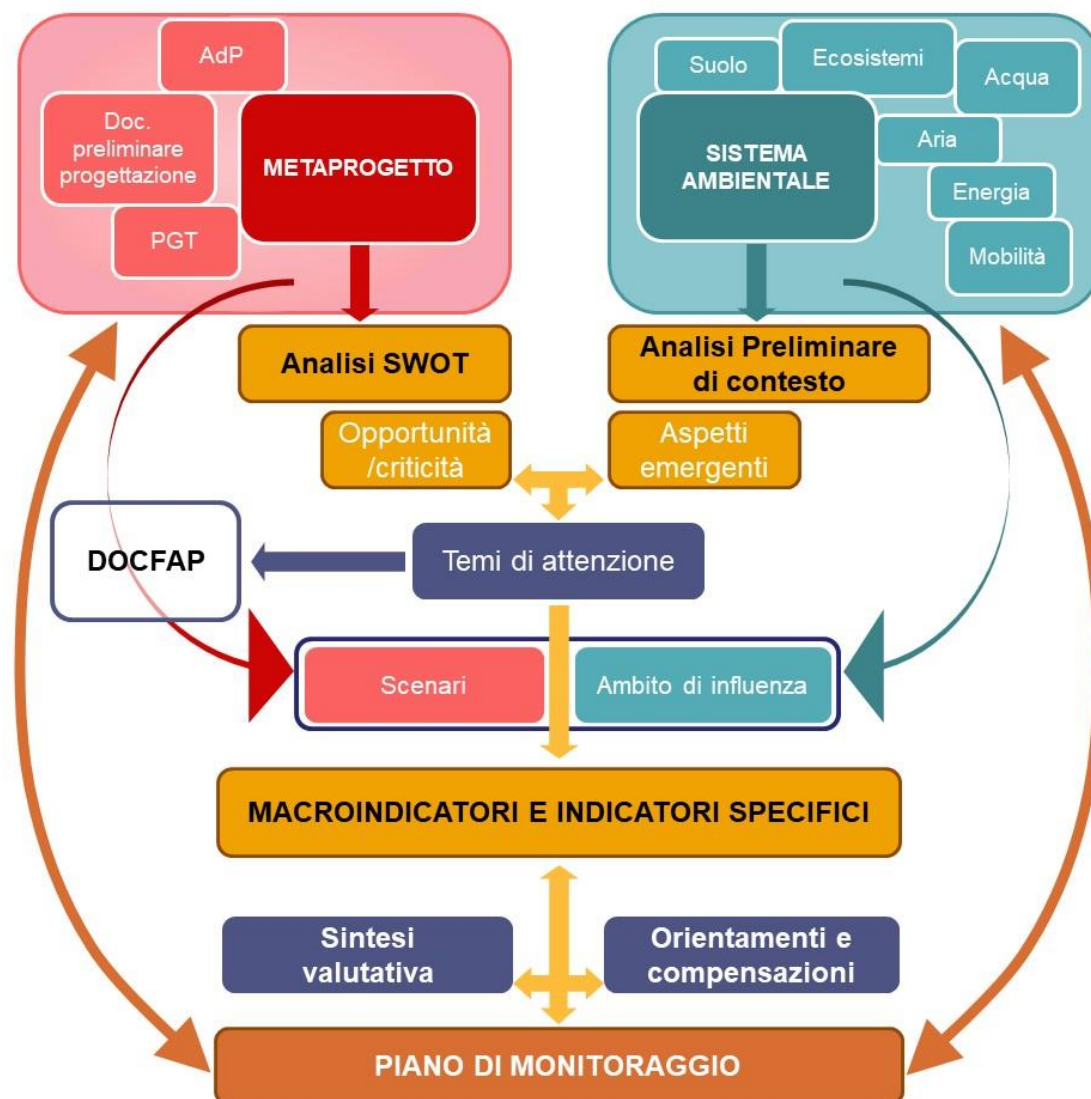 AdP
Doc.
preliminare
progettazione
PGT
METAPROGETTO
Suolo
Ecosistemi
Acqua
SISTEMA
AMBIENTALE
Aria
Energia
Mobilità
Analisi SWOT
Analisi Preliminare
di contesto
Opportunità
/criticità
Aspetti
emergenti
DOCFAP
Temi di attenzione
Scenari
Ambito di influenza
MACROINDICATORI E INDICATORI SPECIFICI
Sintesi
valutativa
Orientamenti e
compensazioni
PIANO DI MONITORAGGIO